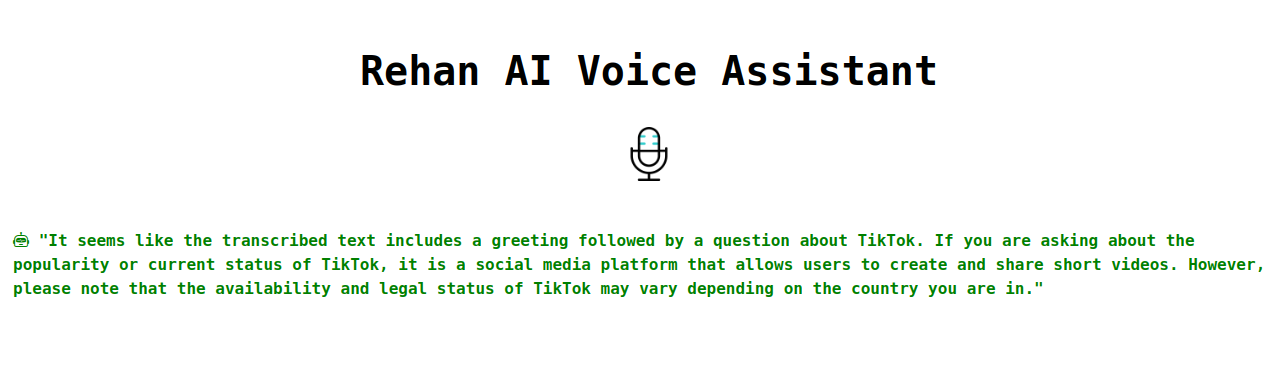 Rehan AI Voice Assistant
"It seems like the transcribed text includes a greeting followed by a question about TikTok. If you are asking about the
popularity or current status of TikTok, it is a social media platform that allows users to create and share short videos. However,
please note that the availability and legal status of TikTok may vary depending on the country you are in."